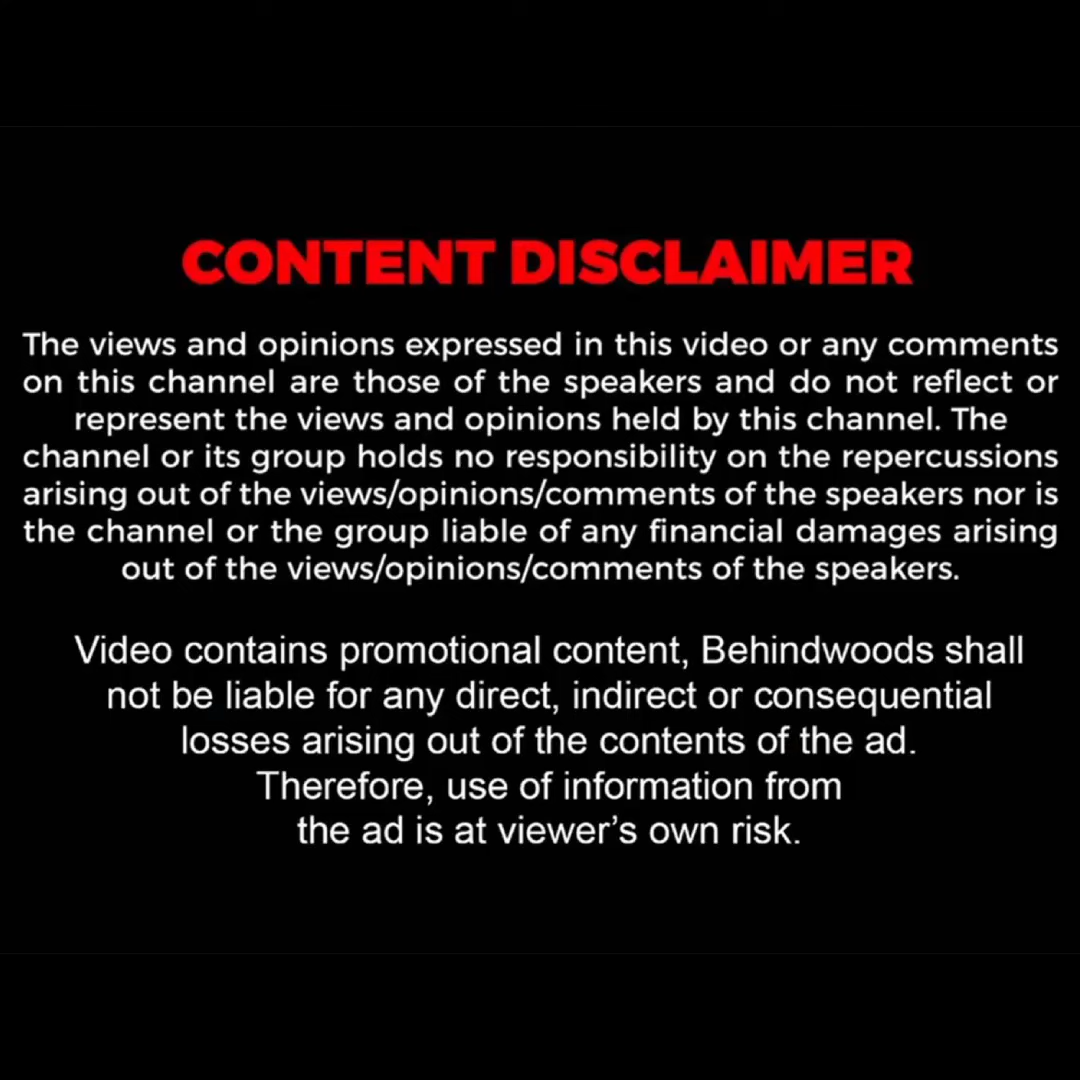 CONTENT DISCLAIMER
The views and opinions expressed in this video or any comments
on this channel are those of the speakers and do not reflect or
represent the views and opinions held by this channel. The
channel or its group holds no responsibility on the repercussions
arising out of the views/opinions/comments of the speakers nor is
the channel or the group liable of any financial damages arising
out of the views/opinions/comments of the speakers.
Video contains promotional content, Behindwoods shall
not be liable for any direct, indirect or consequential
losses arising out of the contents of the ad.
Therefore, use of information from
the ad is at viewer’s own risk.